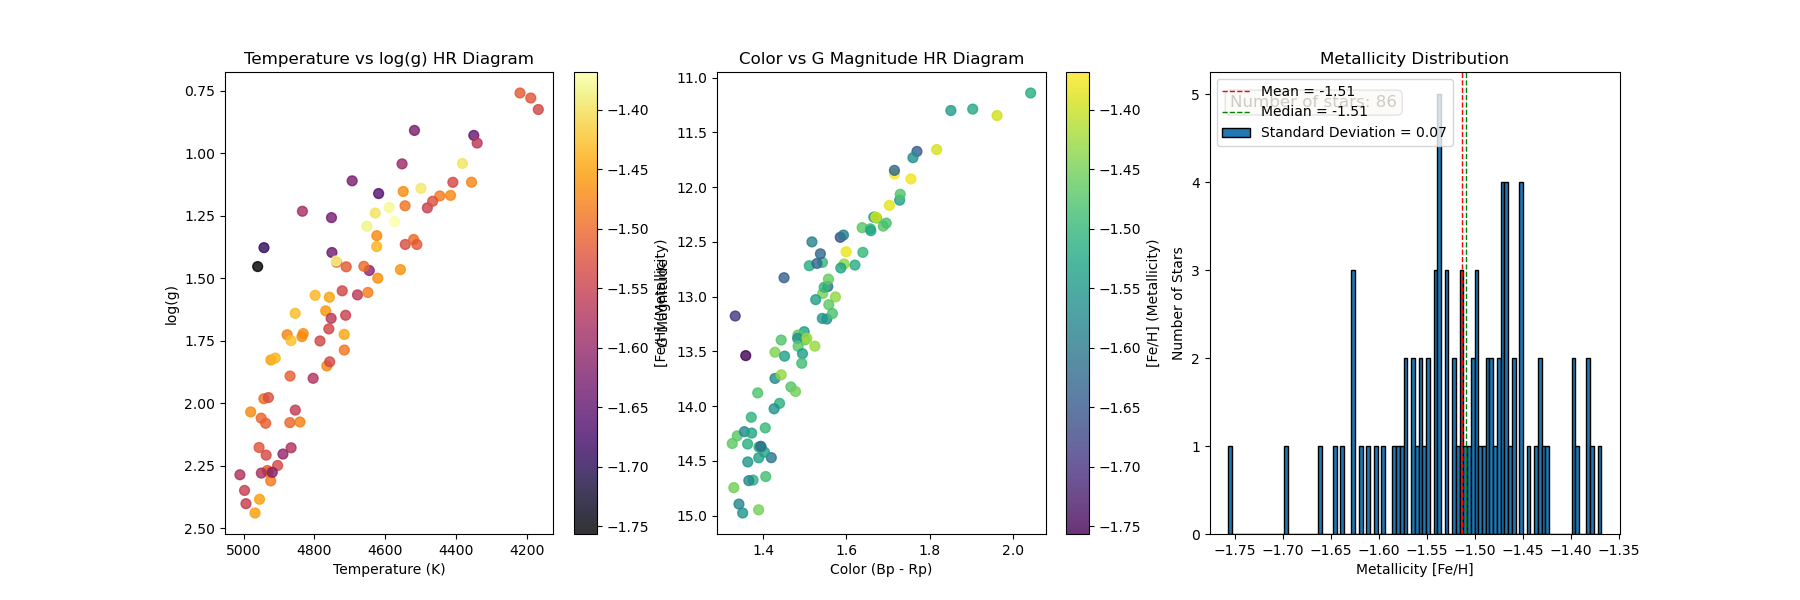 Temperature vs log(g) HR Diagram
0.75
1.00
1.25
1.50
1.75
2.00
2.25
2.50
log(g)
5000 4800 4600 4400 4200
Temperature (K)
−1.40
−1.45
−1.50
−1.55
−1.60
−1.65
−1.70
−1.75
[Fe/H] (Metallicity)
Color vs G Magnitude HR Diagram
11.0
11.5
12.0
12.5
13.0
13.5
14.0
14.5
15.0
G Magnitude
1.4 1.6 1.8 2.0
Color (Bp - Rp)
−1.40
−1.45
−1.50
−1.55
−1.60
−1.65
−1.70
−1.75
[Fe/H] (Metallicity)
Metallicity Distribution
Mean = -1.51
Number of stars: 86
Median = -1.51
Standard Deviation = 0.07
5
4
3
2
1
0
Number of Stars
−1.75 −1.70 −1.65 −1.60 −1.55 −1.50 −1.45 −1.40 −1.35
Metallicity [Fe/H]